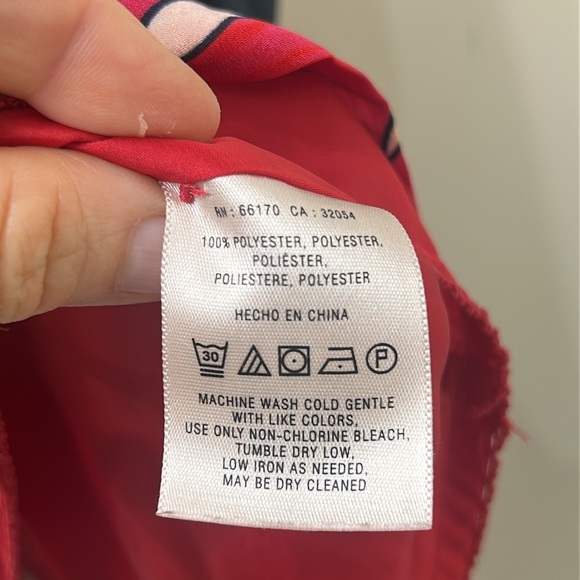 RN : 66170 CA : 32054
100% POLYESTER, POLYESTER,
POLIÉSTER,
POLIESTERE, POLYESTER
HECHO EN CHINA
30 P
MACHINE WASH COLD GENTLE
WITH LIKE COLORS,
USE ONLY NON-CHLORINE BLEACH,
TUMBLE DRY LOW,
LOW IRON AS NEEDED,
MAY BE DRY CLEANED